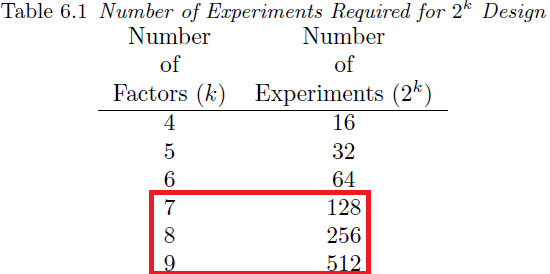 Table 6.1 Number of Experiments Required for 2^k Design
Number Number
of of
Factors (k) Experiments (2^k)
4 16
5 32
6 64
7 128
8 256
9 512